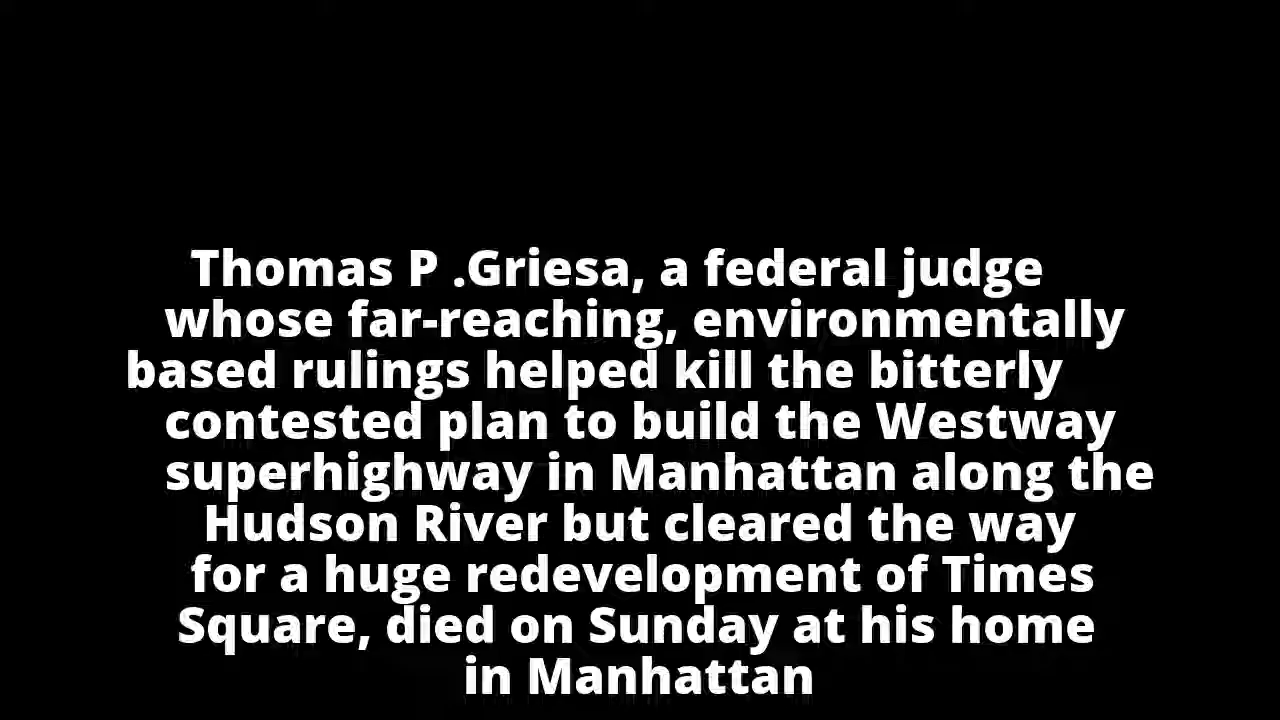 Thomas P .Griesa, a federal judge
whose far-reaching, environmentally
based rulings helped kill the bitterly
contested plan to build the Westway
superhighway in Manhattan along the
Hudson River but cleared the way
for a huge redevelopment of Times
Square, died on Sunday at his home
in Manhattan